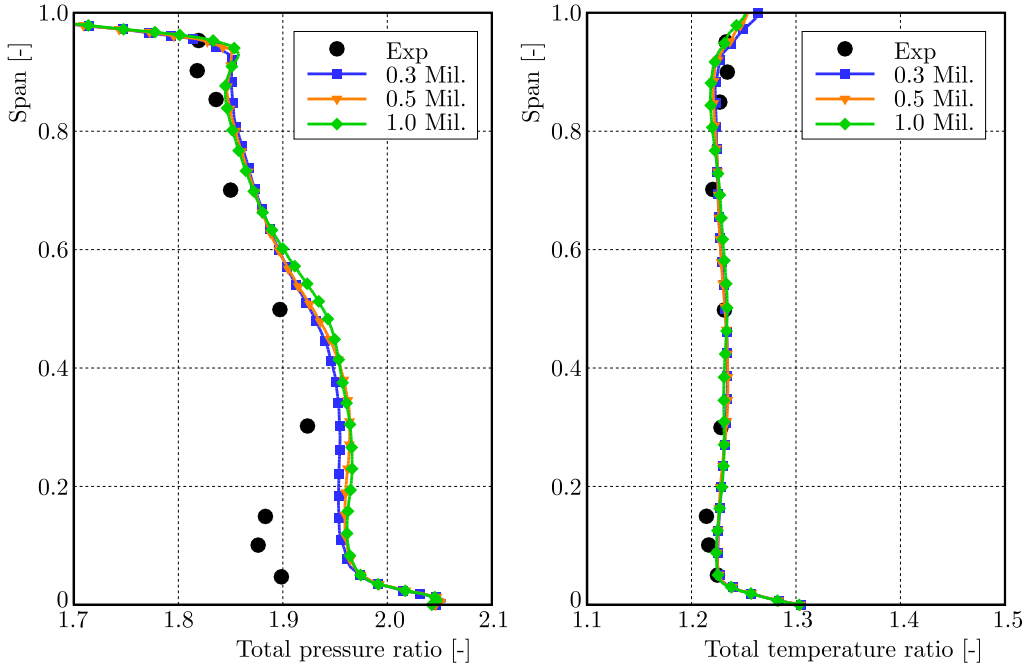 1.0
0.8
0.6
0.4
0.2
0
Span [-]
Exp
0.3 Mil.
0.5 Mil.
1.0 Mil.
1.7 1.8 1.9 2.0 2.1
Total pressure ratio [-]
1.0
0.8
0.6
0.4
0.2
0
Span [-]
Exp
0.3 Mil.
0.5 Mil.
1.0 Mil.
1.1 1.2 1.3 1.4 1.5
Total temperature ratio [-]